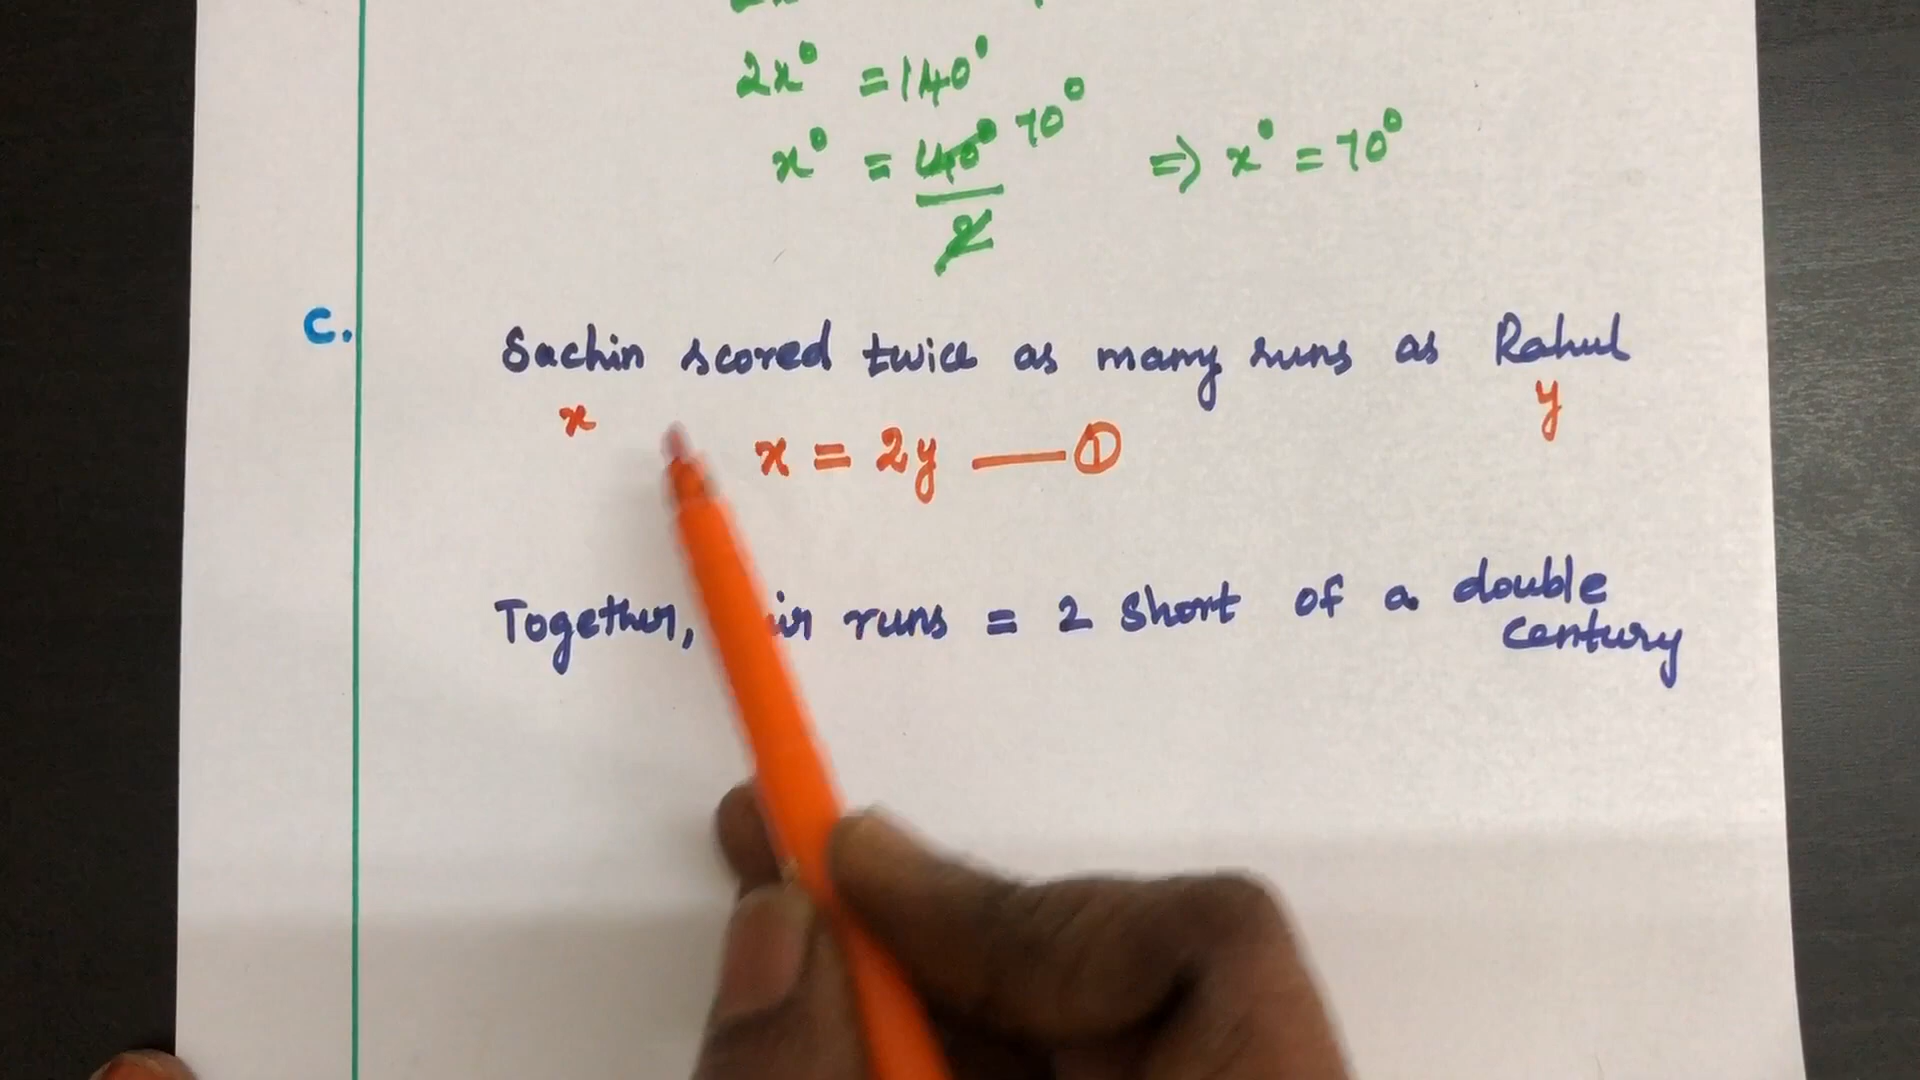 2x° = 140°
x° = 140° 70° => x° = 70°
2
C.
Sachin scored twice as many runs as Rahul
x y
x = 2y — ①
Together, runs = 2 short of a double
century